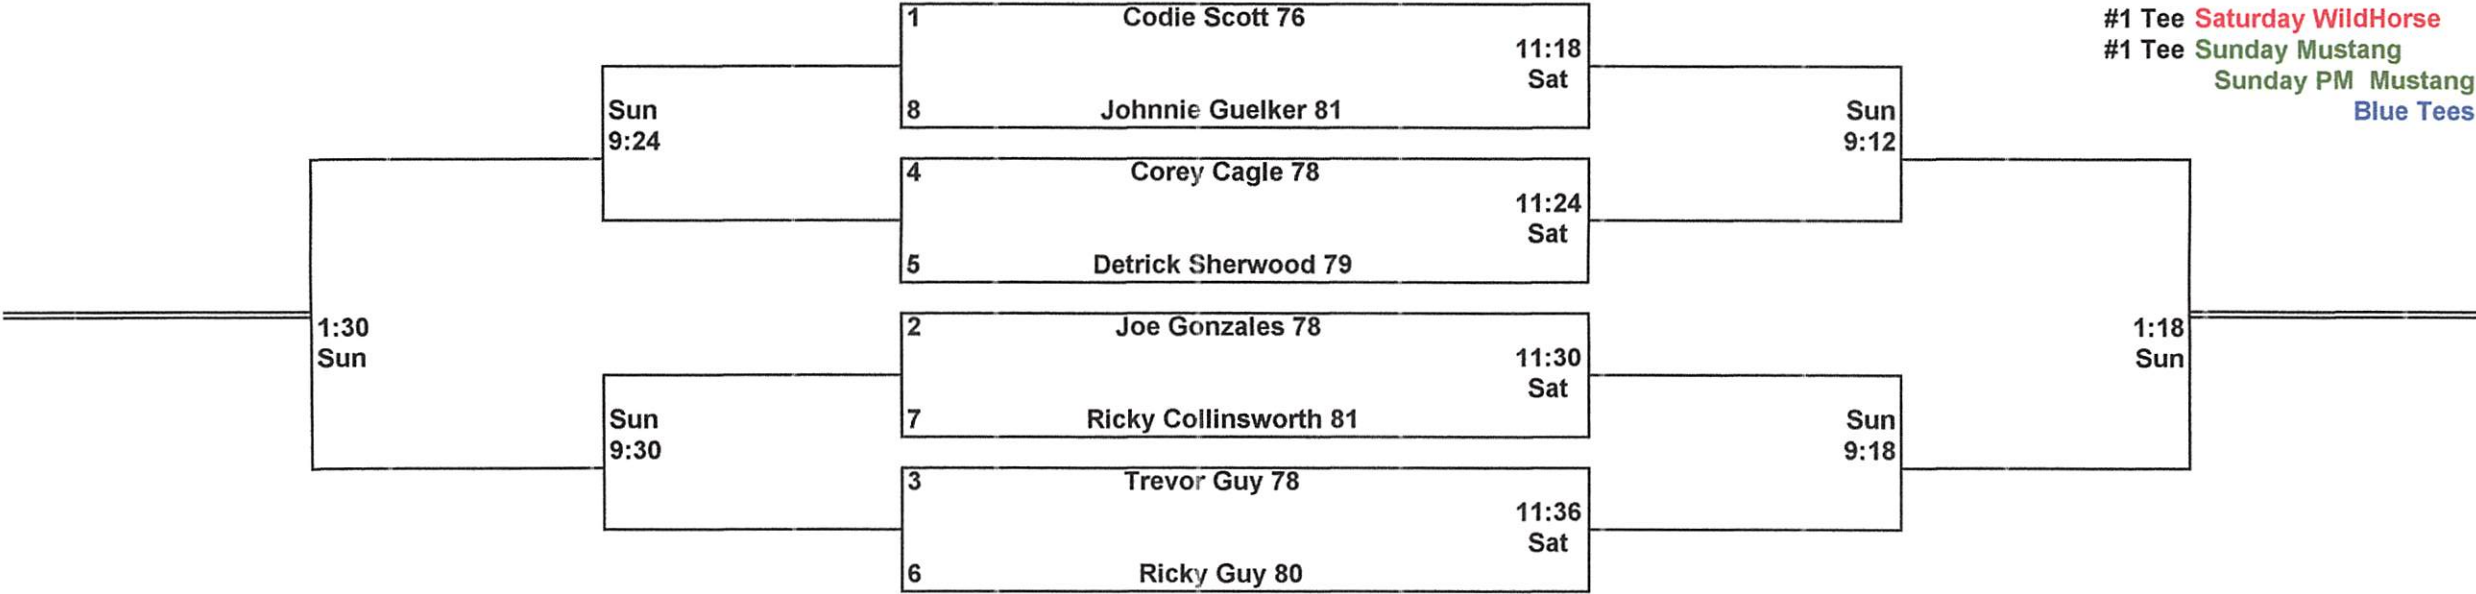 #1 Tee Saturday WildHorse
#1 Tee Sunday Mustang
Sunday PM Mustang
Blue Tees
1 Codie Scott 76
11:18
Sat
8 Johnnie Guelker 81
Sun
9:24
Sun
9:12
4 Corey Cagle 78
11:24
Sat
5 Detrick Sherwood 79
1:30
Sun
1:18
Sun
2 Joe Gonzales 78
11:30
Sat
7 Ricky Collinsworth 81
Sun
9:30
Sun
9:18
3 Trevor Guy 78
11:36
Sat
6 Ricky Guy 80